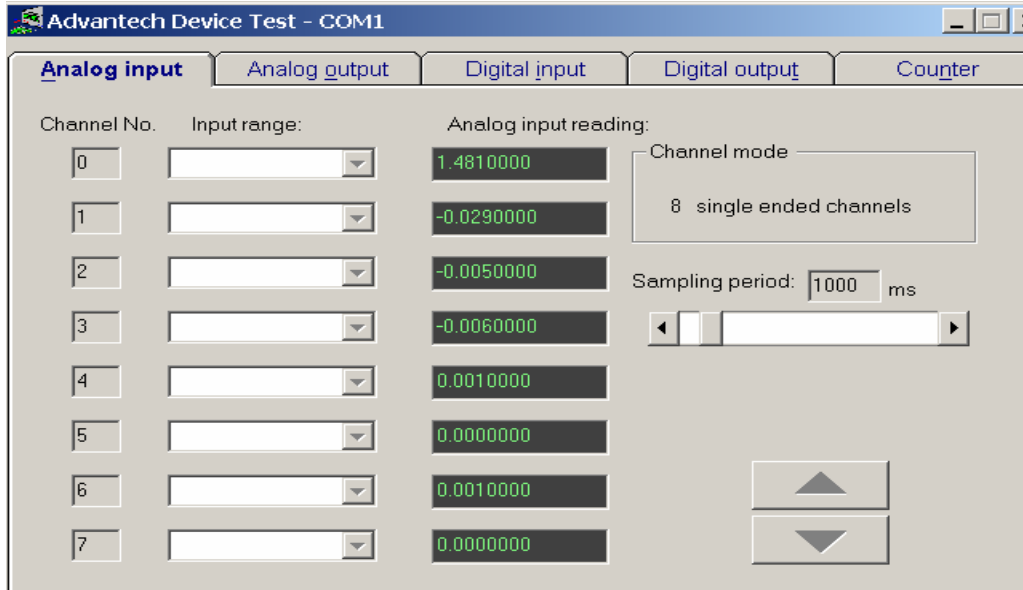 Advantech Device Test - COM1
Analog input Analog output Digital input Digital output Counter
Channel No. Input range: Analog input reading:
Channel mode
0 1.4810000
8 single ended channels
1 -0.0290000
2 -0.0050000
Sampling period: 1000 ms
3 -0.0060000
4 0.0010000
5 0.0000000
6 0.0010000
7 0.0000000